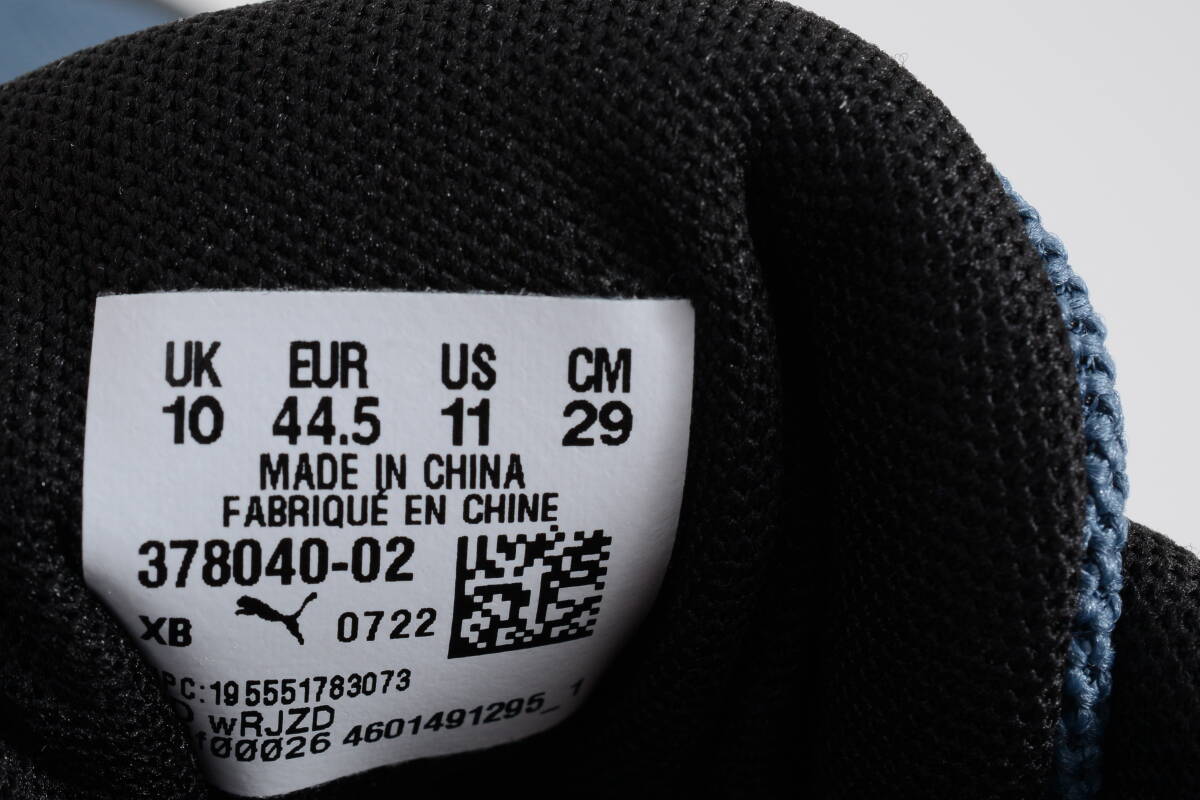 UK EUR US CM
10 44.5 11 29
MADE IN CHINA
FABRIQUÉ EN CHINE
378040-02
XB 0722
PC:195551783073
wRJZD
f00026 4601491295_1